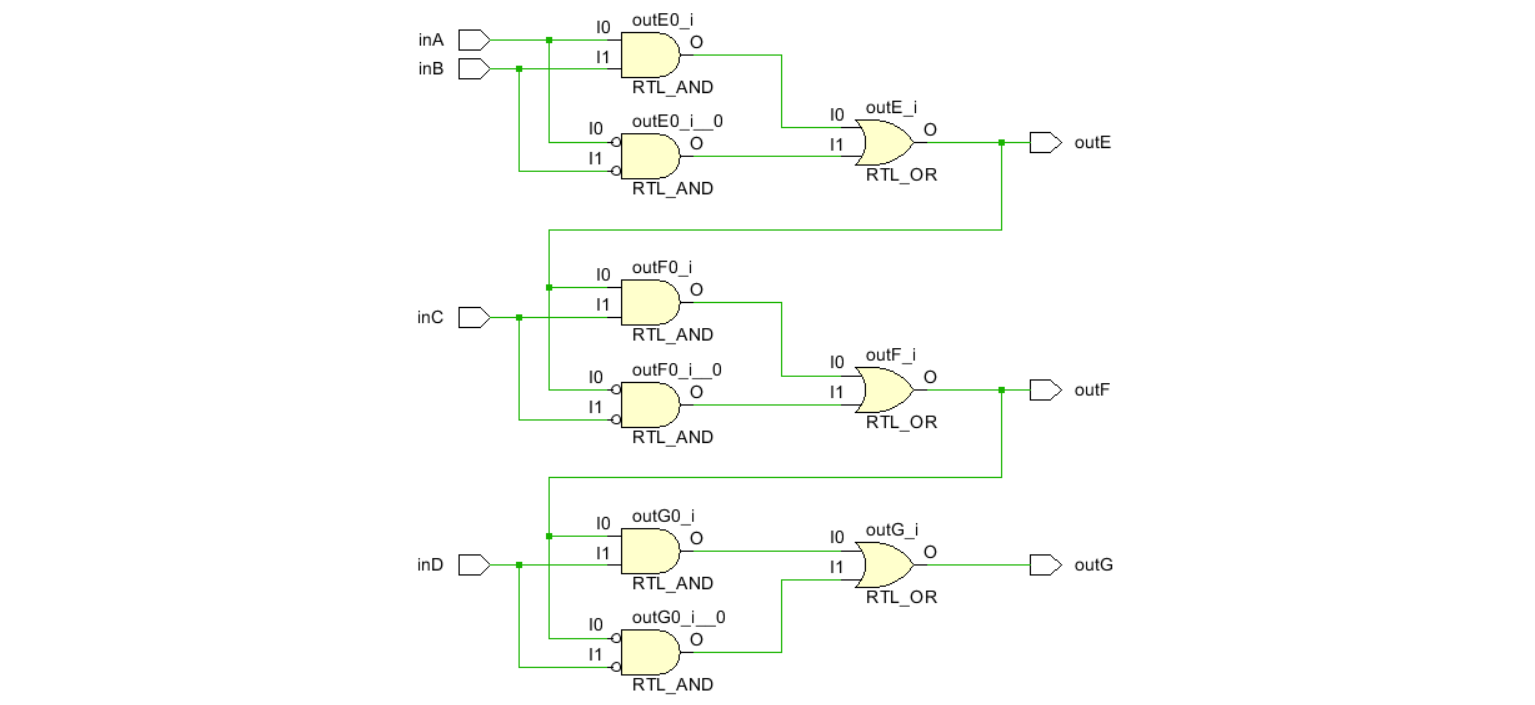 outE0_i
inA
I0
O
inB
I1
RTL_AND
outE_i
I0
outE0_i__0
I0
O
O
I1
outE
I1
RTL_OR
RTL_AND
outF0_i
I0
O
inC
I1
RTL_AND
outF_i
I0
outF0_i__0
I0
O
O
I1
outF
I1
RTL_OR
RTL_AND
outG0_i
I0
O
outG_i
I0
O
inD
I1
I1
outG
RTL_AND
RTL_OR
outG0_i__0
I0
O
I1
RTL_AND